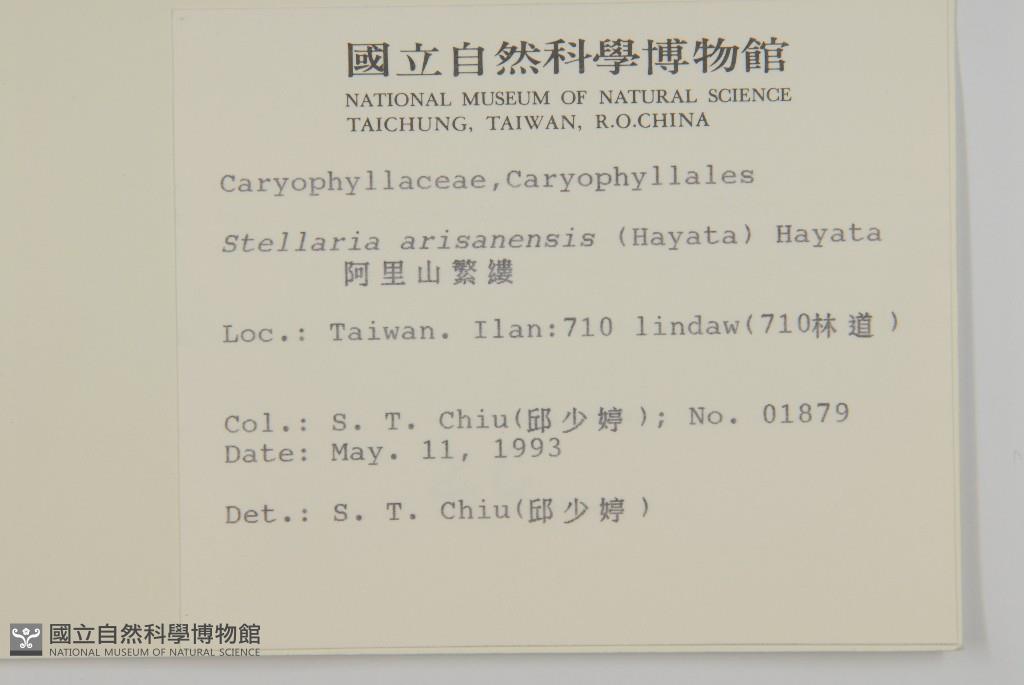 國立自然科學博物館
NATIONAL MUSEUM OF NATURAL SCIENCE
TAICHUNG, TAIWAN, R.O.CHINA
Caryophyllaceae,Caryophyllales
Stellaria arisanensis (Hayata) Hayata
阿里山繁縷
Loc.: Taiwan. Ilan:710 lindaw(710林道)
Col.: S. T. Chiu(邱少婷); No. 01879
Date: May. 11, 1993
Det.: S. T. Chiu(邱少婷)
國立自然科學博物館
NATIONAL MUSEUM OF NATURAL SCIENCE